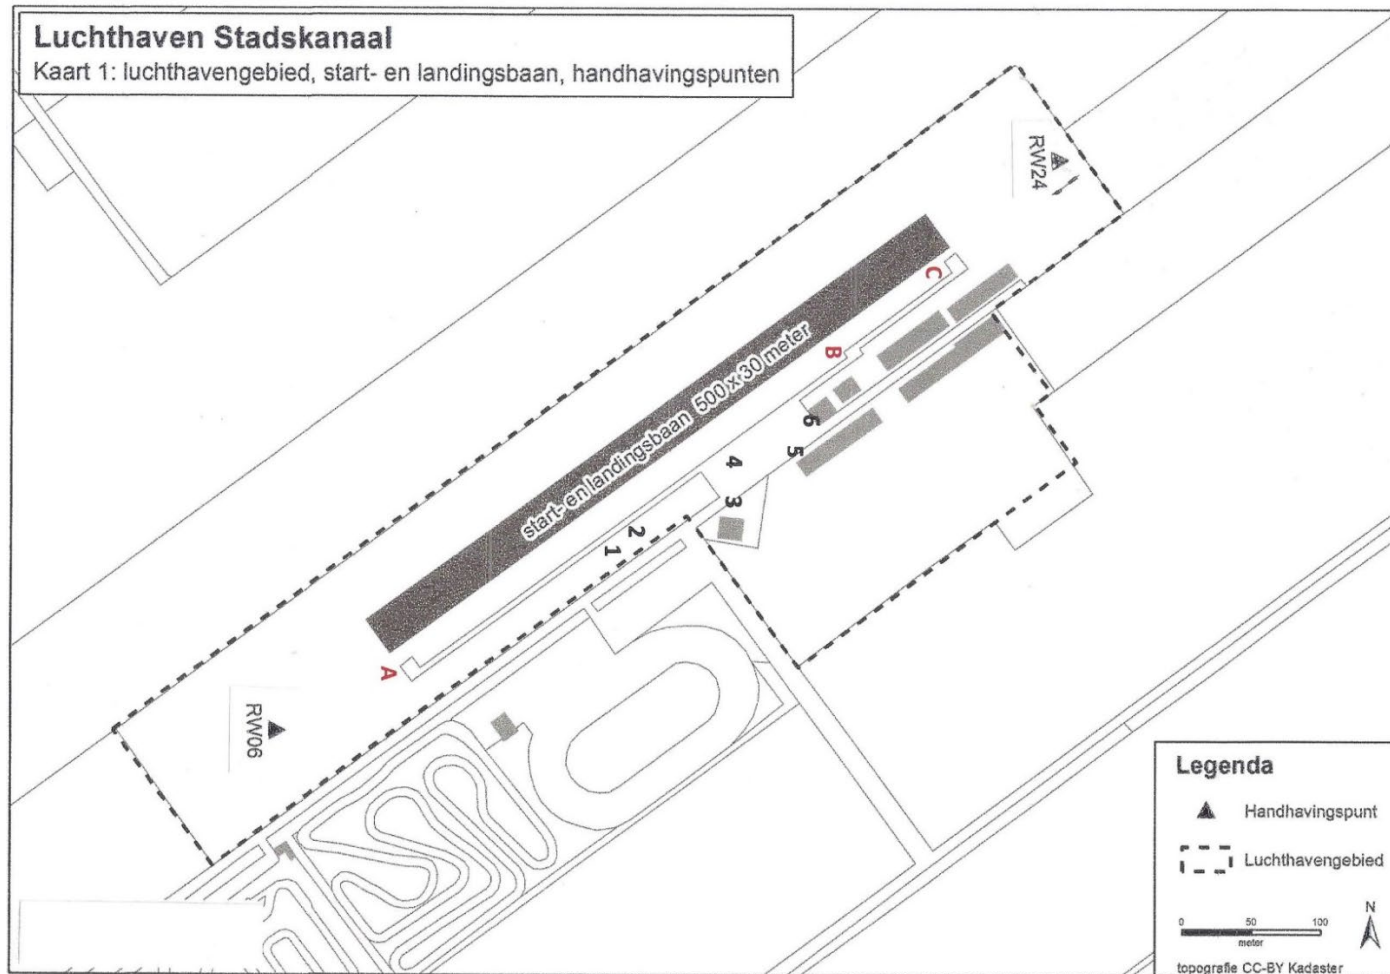 Luchthaven Stadskanaal
Kaart 1: luchthavengebied, start- en landingsbaan, handhavingspunten
RW24
C
B
start- en landingsbaan 500 x 30 meter
6
5
4
3
2
1
A
RW06
Legenda
Handhavingspunt
Luchthavengebied
N
0 50 100
meter
topografie CC-BY Kadaster